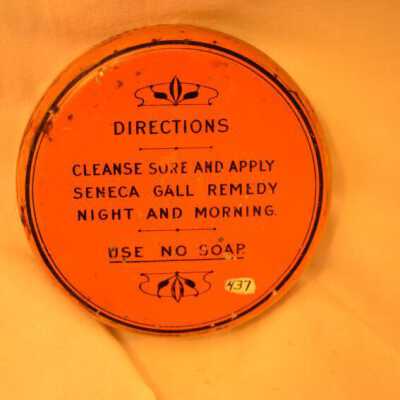 DIRECTIONS
CLEANSE SORE AND APPLY
SENECA GALL REMEDY
NIGHT AND MORNING.
USE NO SOAP
437